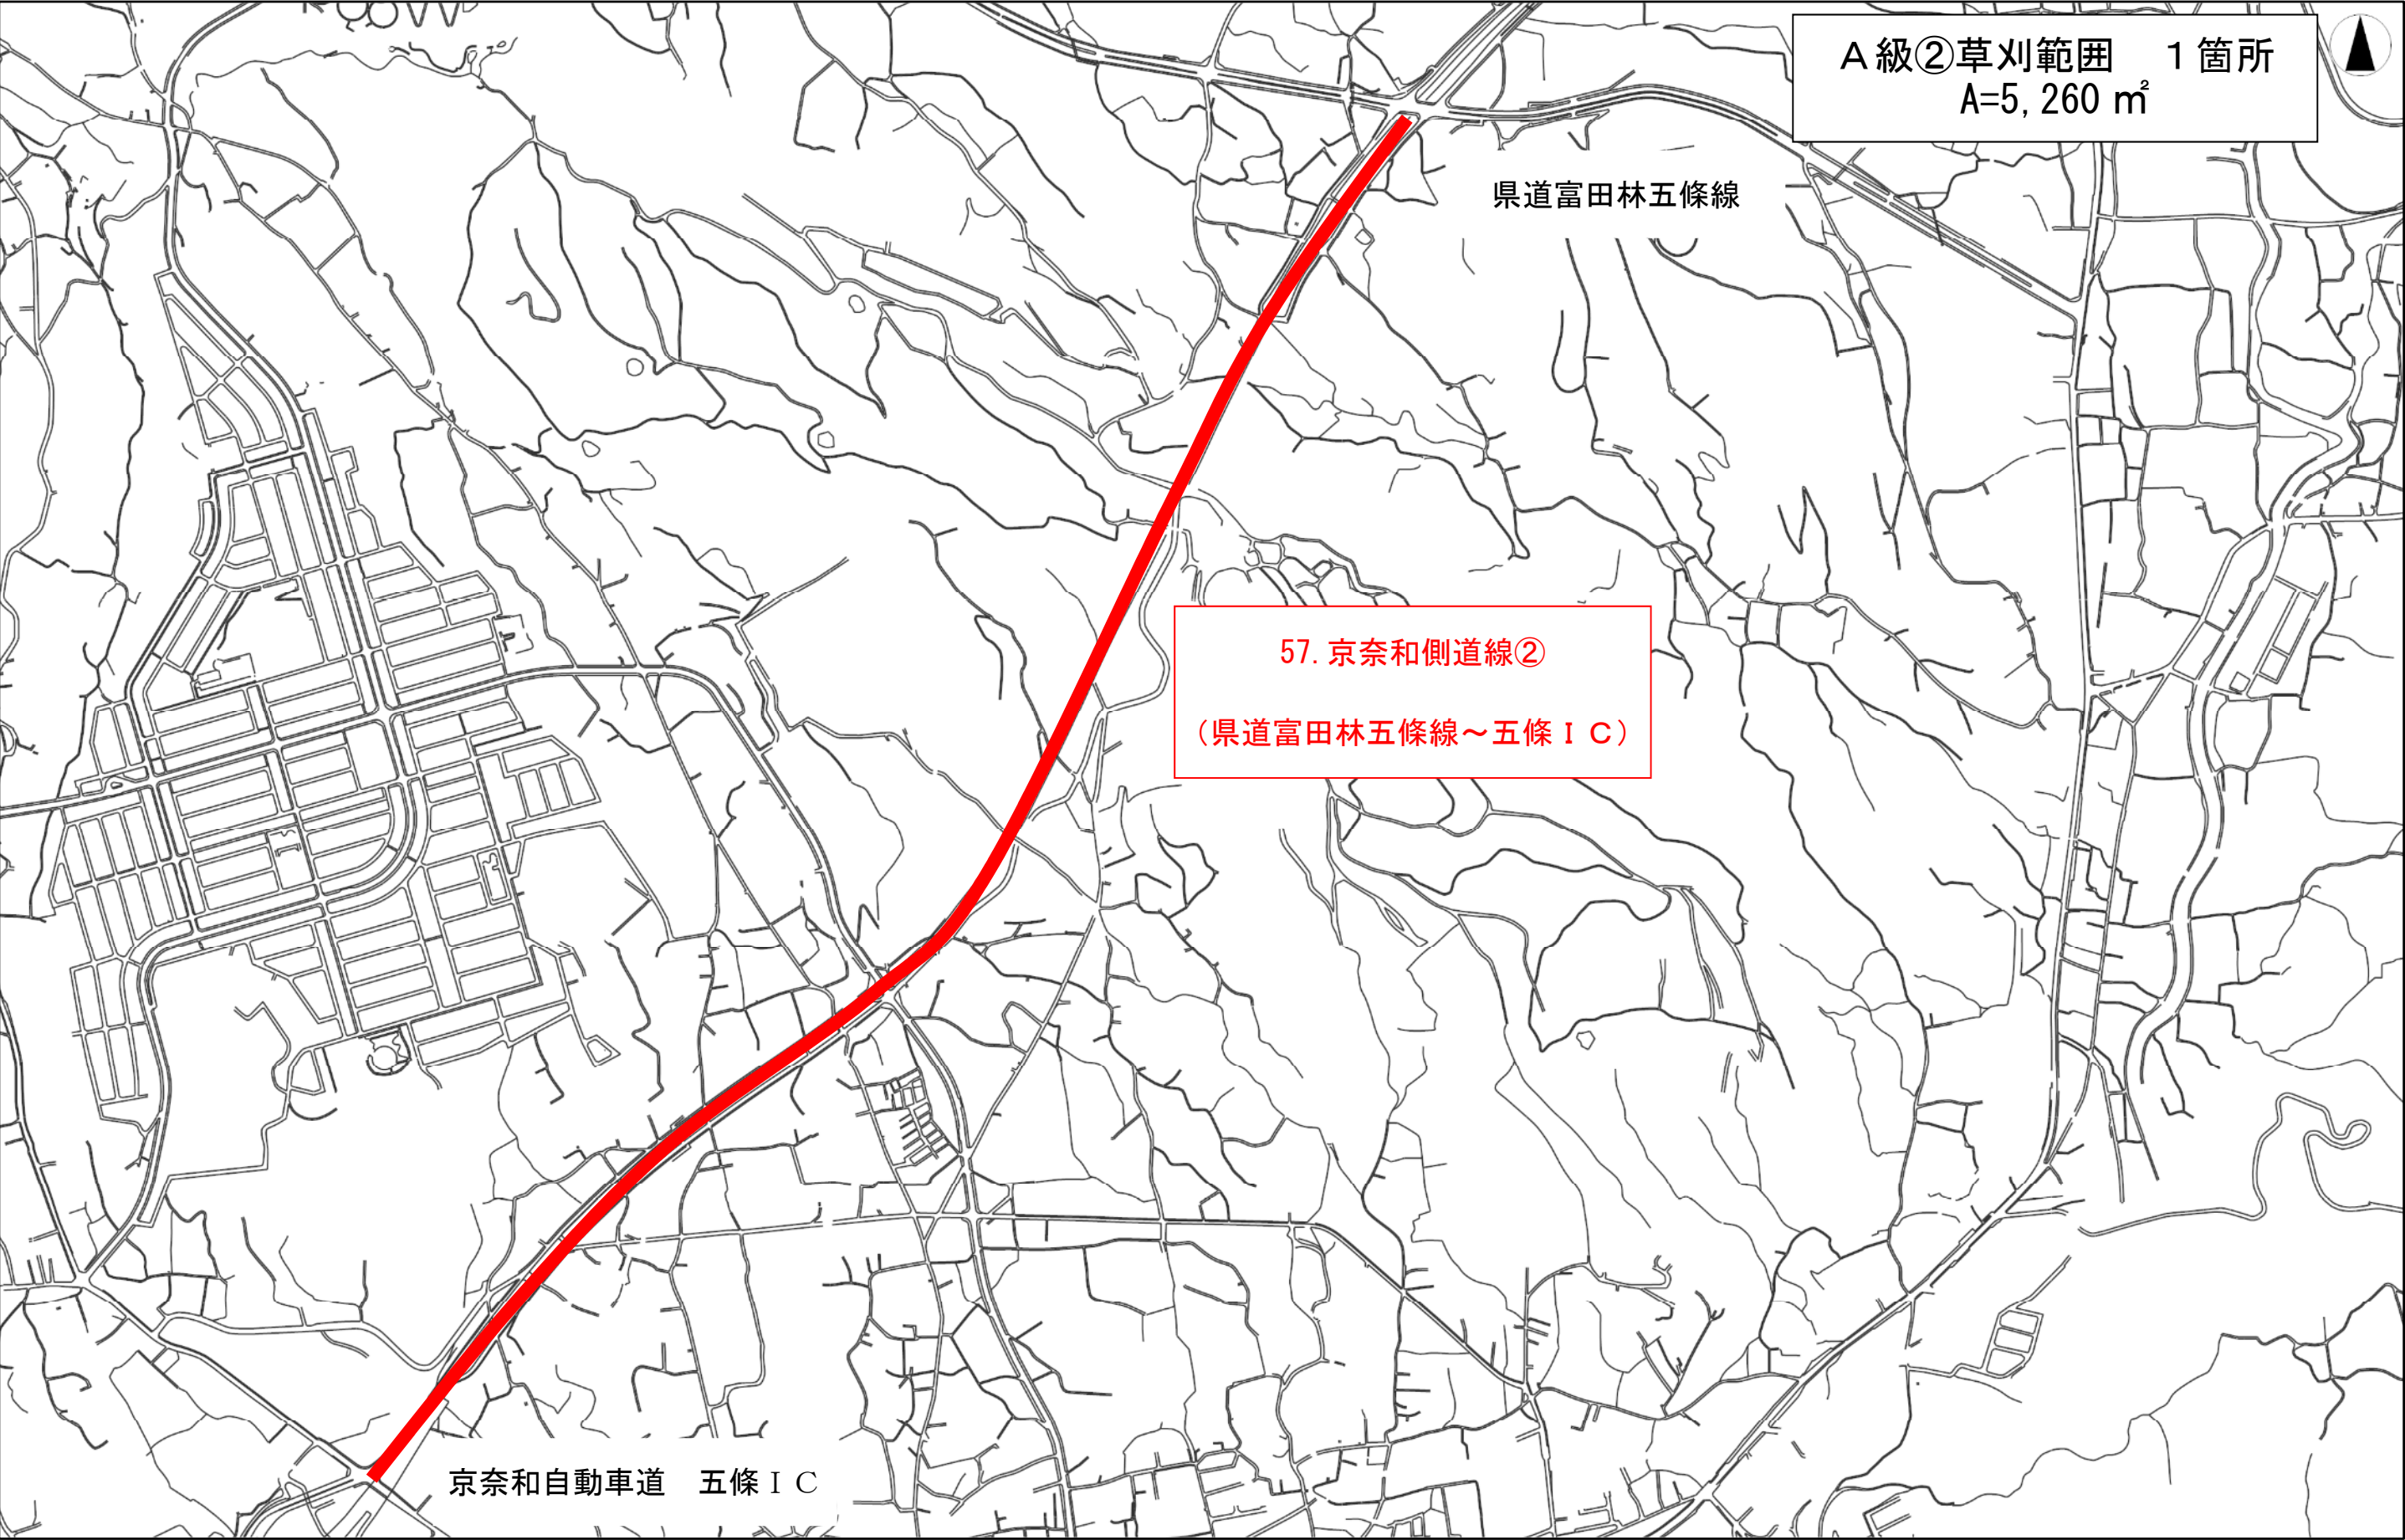 A級②草刈範囲　1箇所
A=5,260㎡
県道富田林五條線
57.京奈和側道線②
(県道富田林五條線～五條ＩＣ)
京奈和自動車道　五條ＩＣ